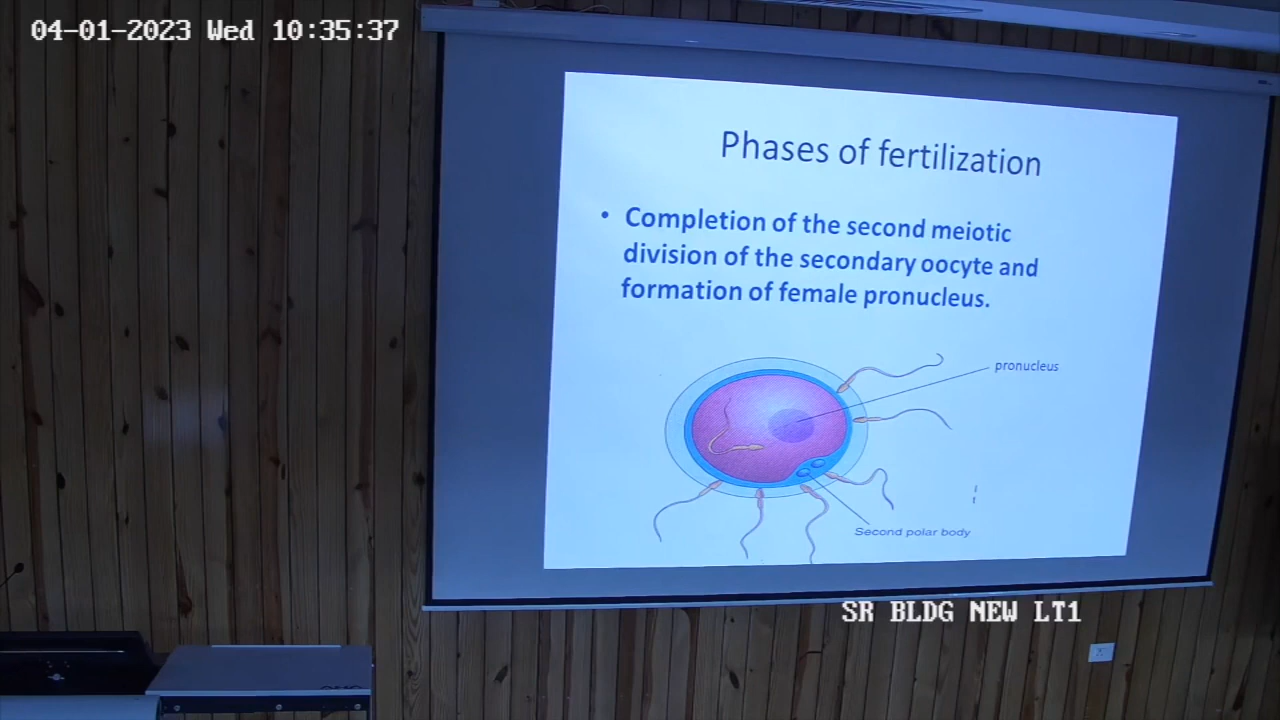 04-01-2023 Wed 10:35:37
Phases of fertilization
• Completion of the second meiotic
division of the secondary oocyte and
formation of female pronucleus.
pronucleus
Second polar body
SR BLDG NEW LT1